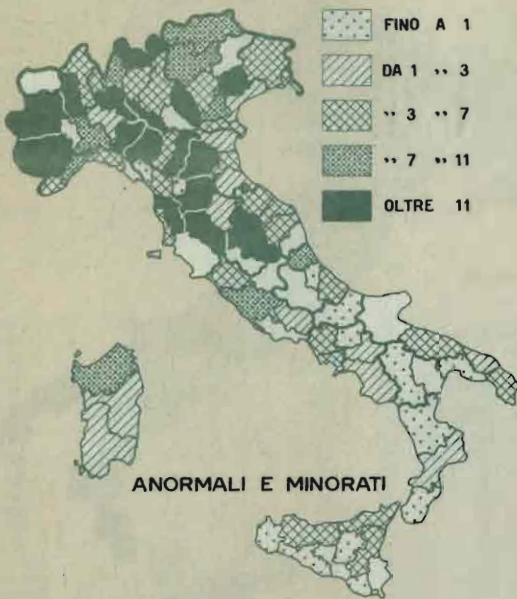 FINO A 1
DA 1 ,, 3
,, 3 ,, 7
,, 7 ,, 11
OLTRE 11
ANORMALI E MINORATI